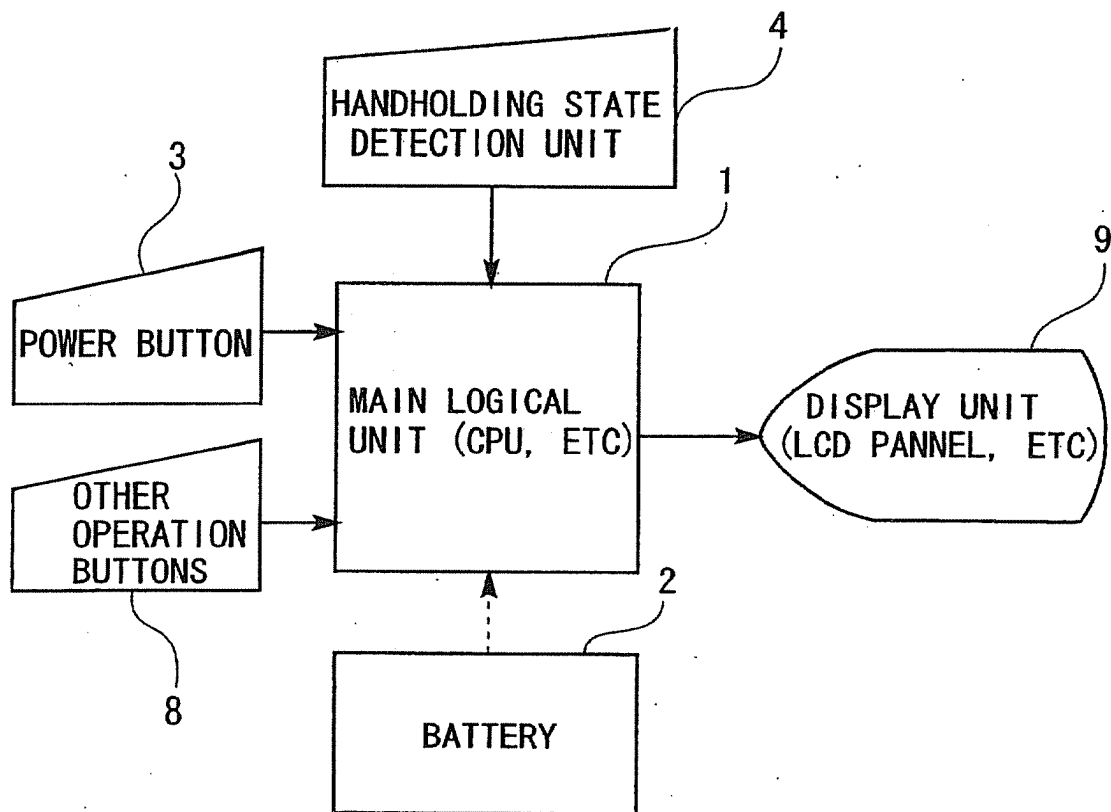 4
HANDHOLDING STATE
DETECTION UNIT
3
1
9
POWER BUTTON
MAIN LOGICAL
UNIT (CPU, ETC)
DISPLAY UNIT
(LCD PANNEL, ETC)
OTHER
OPERATION
BUTTONS
2
8
BATTERY